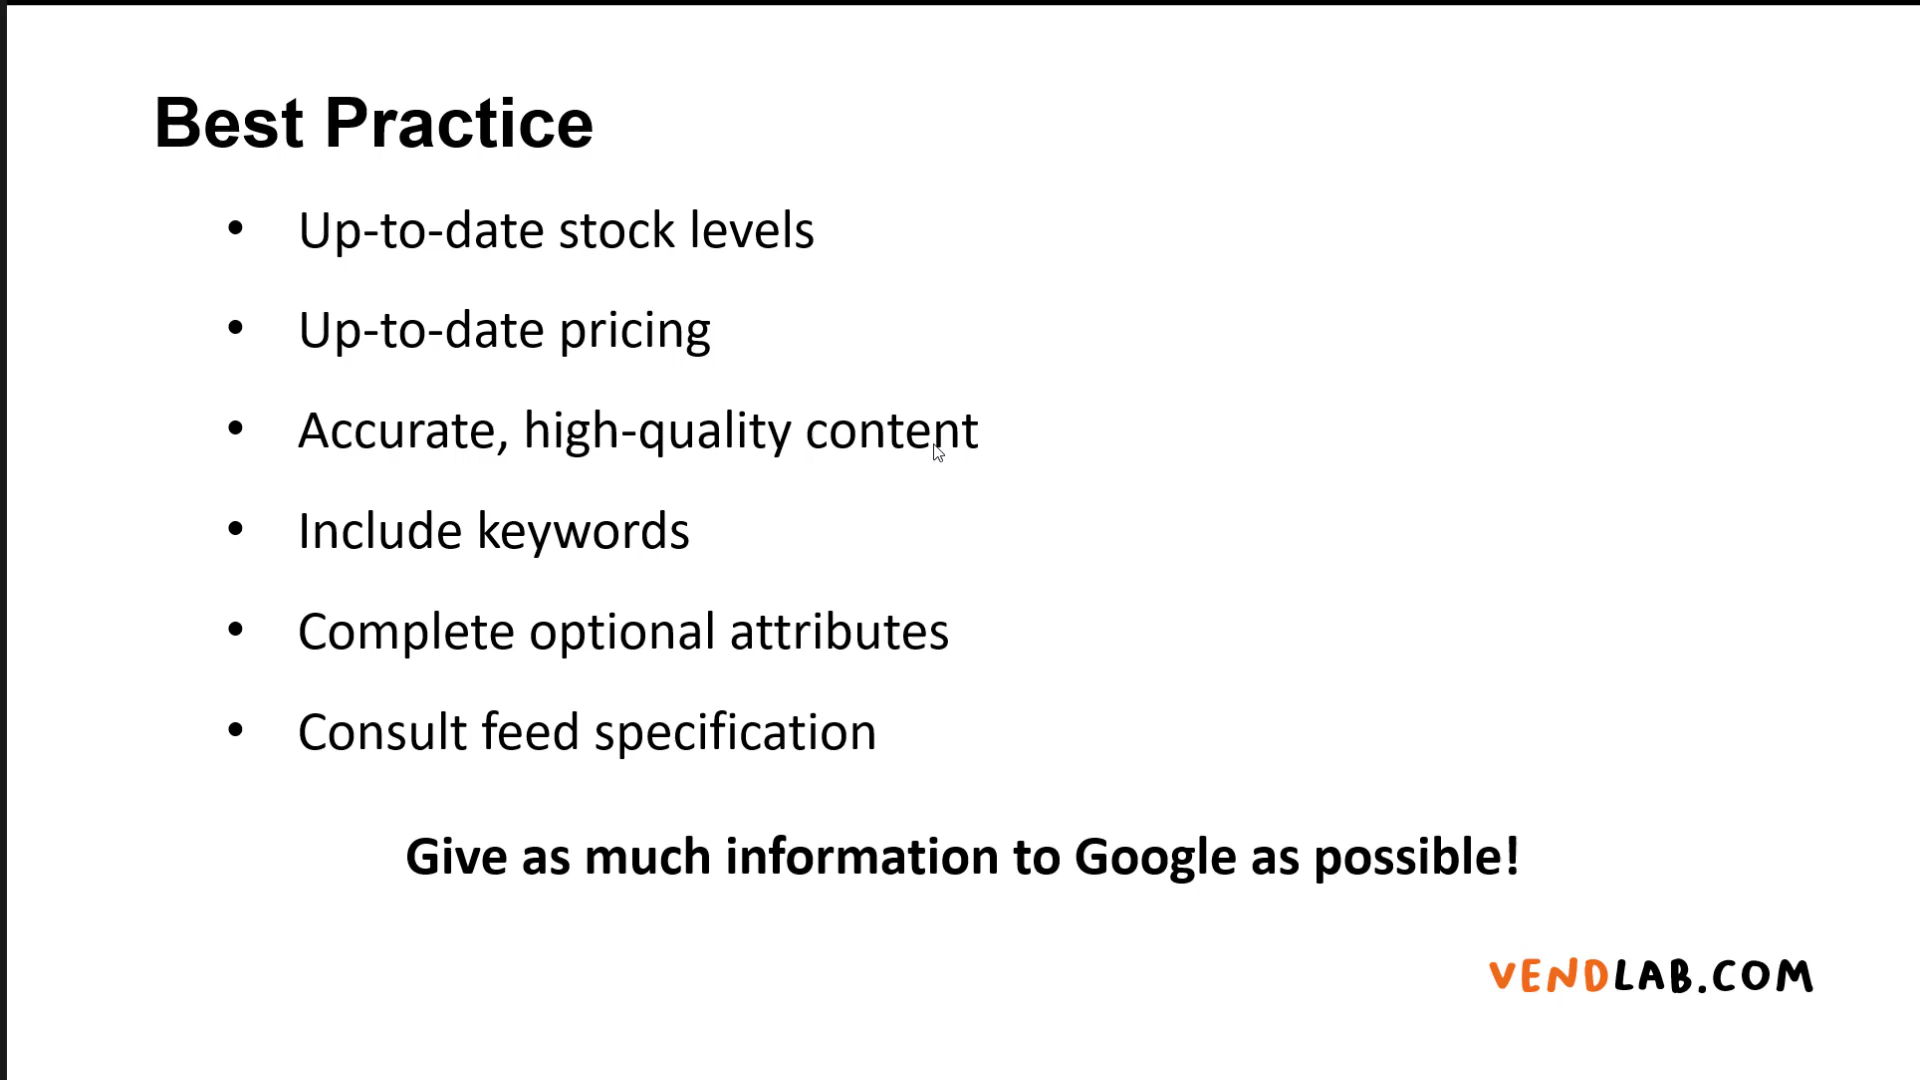 Best Practice
• Up-to-date stock levels
• Up-to-date pricing
• Accurate, high-quality content
• Include keywords
• Complete optional attributes
• Consult feed specification
Give as much information to Google as possible!
VENDLAB.COM